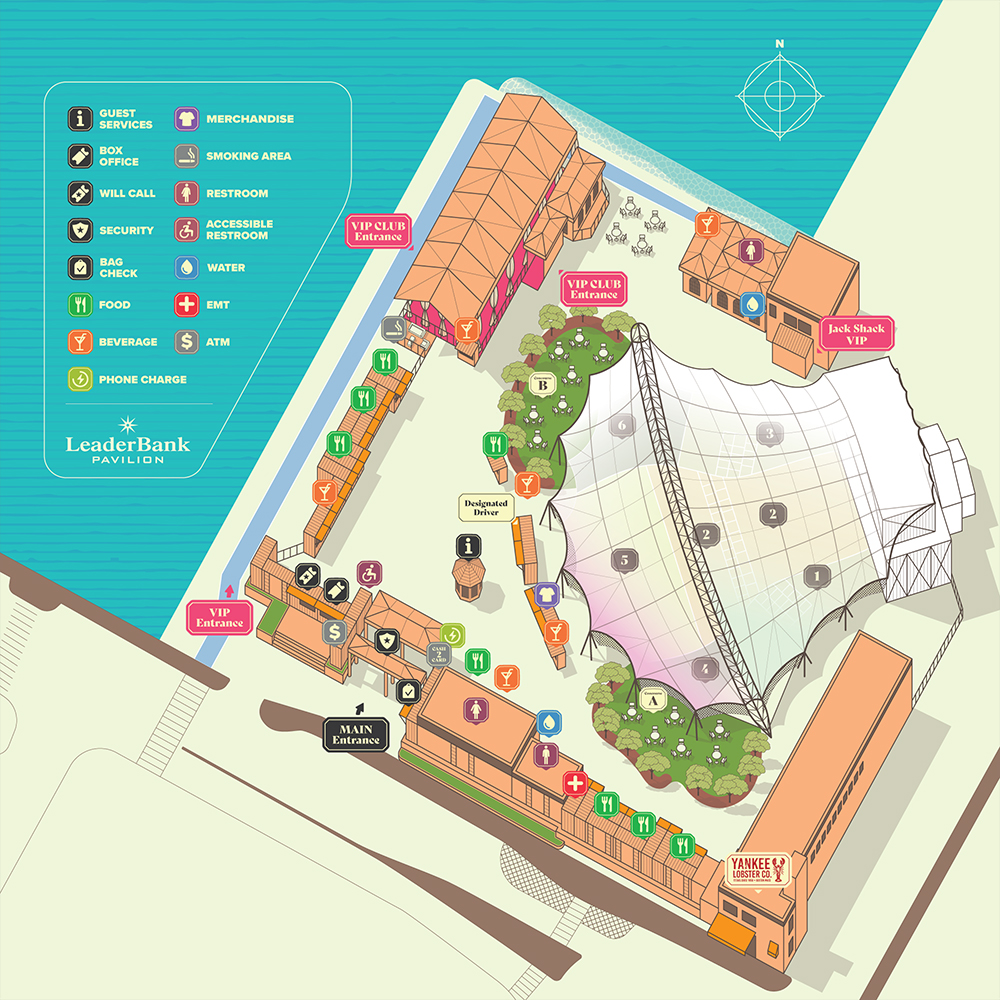 N
GUEST
SERVICES
BOX
OFFICE
WILL CALL
SECURITY
BAG
CHECK
FOOD
BEVERAGE
PHONE CHARGE
MERCHANDISE
SMOKING AREA
RESTROOM
ACCESSIBLE
RESTROOM
WATER
EMT
ATM
LeaderBank
PAVILION
VIP CLUB
Entrance
VIP CLUB
Entrance
Jack Shack
VIP
B
6
3
2
2
5
1
4
Designated
Driver
VIP
Entrance
CASH
2
CARD
A
MAIN
Entrance
YANKEE
LOBSTER CO.